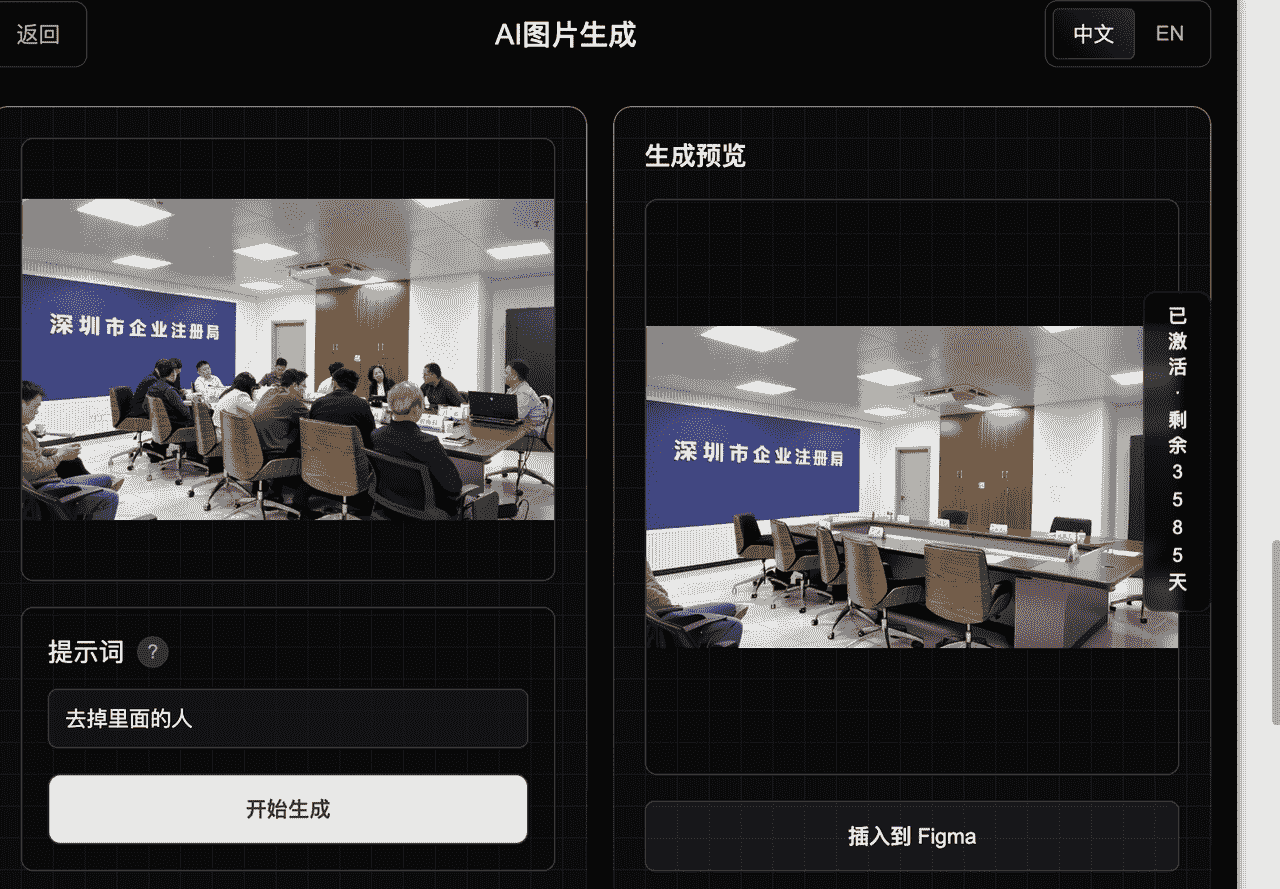 返回
AI图片生成
中文
EN
深圳市企业注册局
提示词
?
去掉里面的人
开始生成
生成预览
深圳市企业注册局
已激活·剩余3585天
插入到 Figma